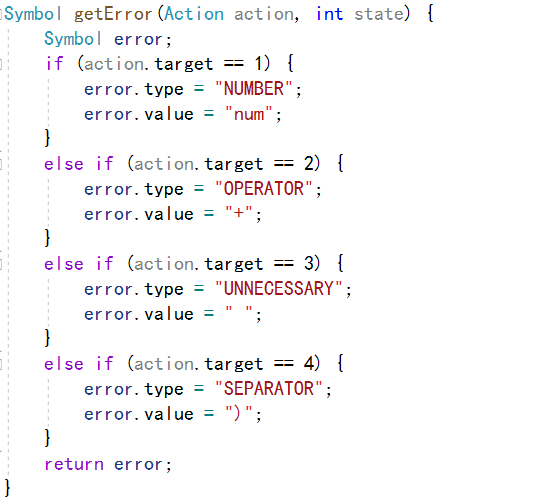 Symbol getError(Action action, int state) {
    Symbol error;
    if (action.target == 1) {
        error.type = "NUMBER";
        error.value = "num";
    }
    else if (action.target == 2) {
        error.type = "OPERATOR";
        error.value = "+";
    }
    else if (action.target == 3) {
        error.type = "UNNECESSARY";
        error.value = " ";
    }
    else if (action.target == 4) {
        error.type = "SEPARATOR";
        error.value = ")";
    }
    return error;
}